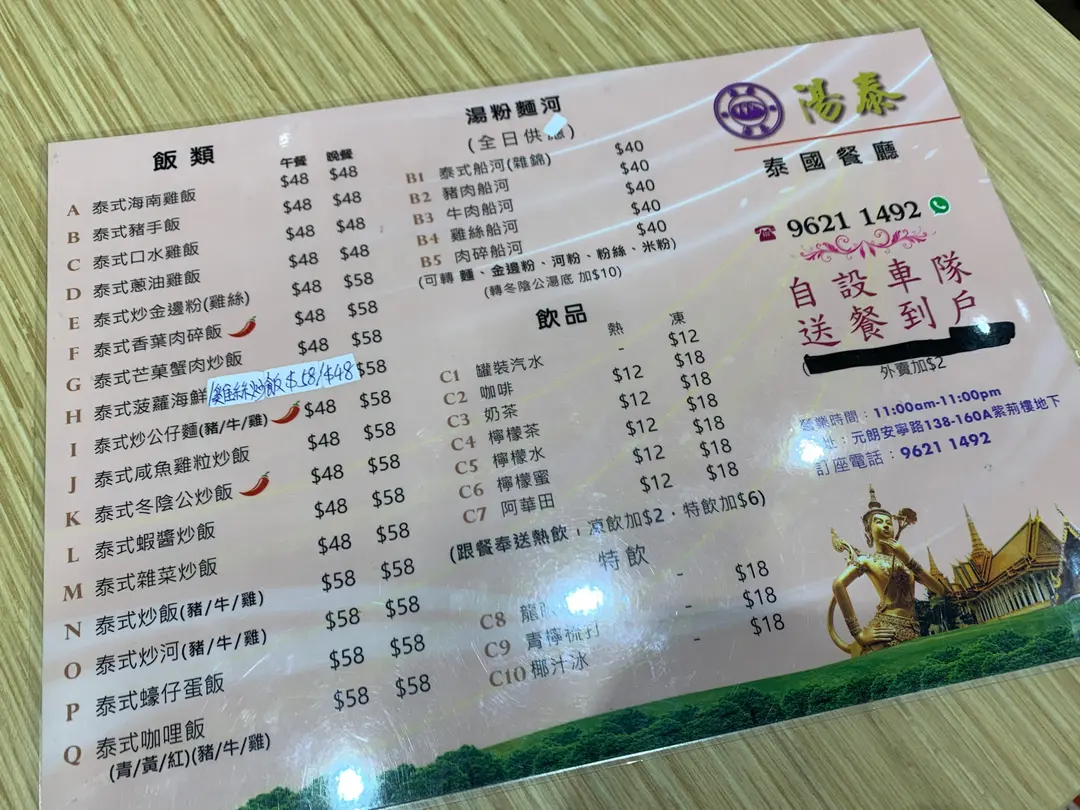 湯泰
泰國餐廳
9621 1492
自設車隊
送餐到戶
外賣加$2
營業時間：11:00am-11:00pm
址：元朗安寧路138-160A紫荊樓地下
訂座電話：9621 1492
飯類
午餐 晚餐
A 泰式海南雞飯 $48 $48
B 泰式豬手飯 $48 $48
C 泰式口水雞飯 $48 $48
D 泰式蔥油雞飯 $48 $48
E 泰式炒金邊粉(雞絲) $48 $58
F 泰式香葉肉碎飯 $48 $58
G 泰式芒菓蟹肉炒飯 $48 $58
H 泰式菠蘿海鮮 雞絲炒飯$58/$48 $58
I 泰式炒公仔麵(豬/牛/雞) $48 $58
J 泰式咸魚雞粒炒飯 $48 $58
K 泰式冬陰公炒飯 $48 $58
L 泰式蝦醬炒飯 $48 $58
M 泰式雜菜炒飯 $48 $58
N 泰式炒飯(豬/牛/雞) $58 $58
O 泰式炒河(豬/牛/雞) $58 $58
P 泰式蠔仔蛋飯 $58 $58
Q 泰式咖哩飯 $58 $58
(青/黃/紅)(豬/牛/雞)
湯粉麵河
(全日供)
B1 泰式船河(雜錦) $40
B2 豬肉船河 $40
B3 牛肉船河 $40
B4 雞絲船河 $40
B5 肉碎船河 $40
(可轉 麵、金邊粉、河粉、粉絲、米粉)
(轉冬陰公湯底 加$10)
飲品
熱 凍
C1 罐裝汽水 - $12
C2 咖啡 $18
C3 奶茶 $12 $18
C4 檸檬茶 $12 $18
C5 檸檬水 $12 $18
C6 檸檬蜜 $12 $18
C7 阿華田 $12 $18
(跟餐奉送熱飲，凍飲加$2，特飲加$6)
特飲
C8 龍 - $18
C9 青檸梳打 - $18
C10 椰汁冰 - $18